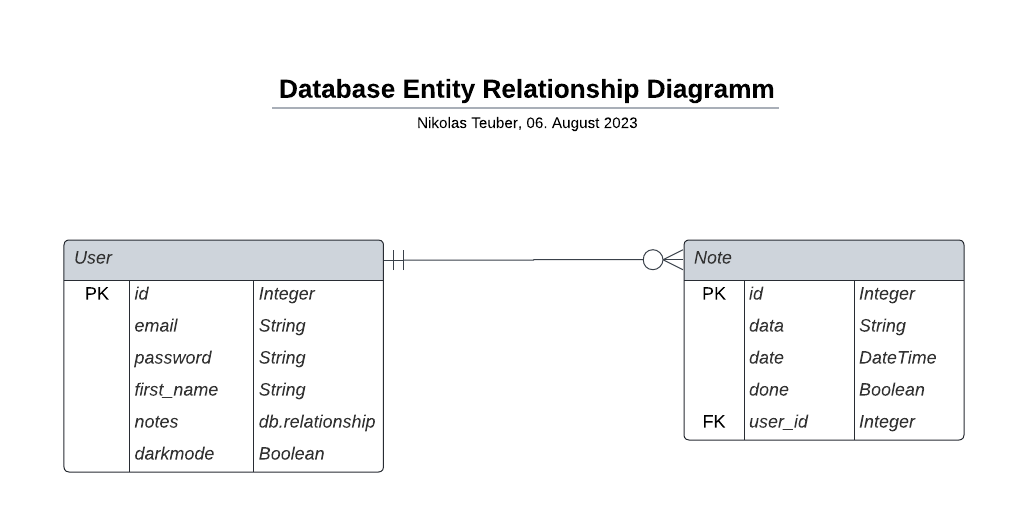 Database Entity Relationship Diagramm
Nikolas Teuber, 06. August 2023
User
PK id Integer
email String
password String
first_name String
notes db.relationship
darkmode Boolean
Note
PK id Integer
data String
date DateTime
done Boolean
FK user_id Integer